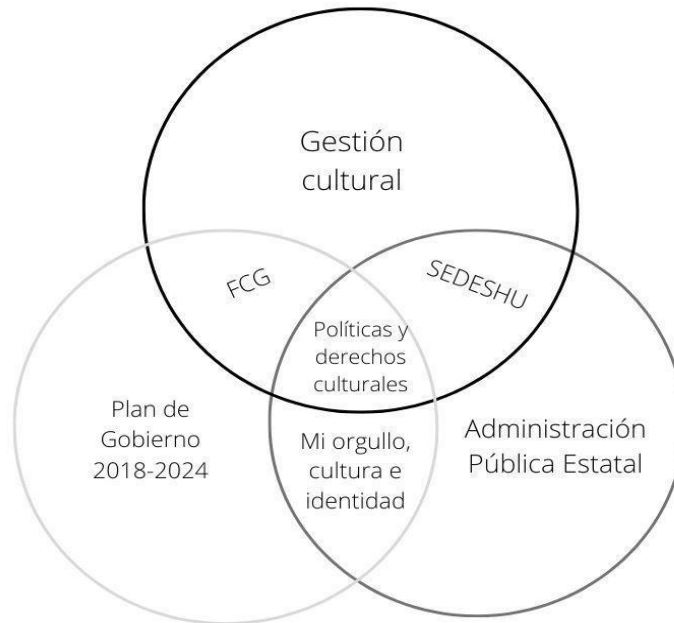 Gestión
cultural
FCG
SEDESHU
Políticas y
derechos
culturales
Plan de
Gobierno
2018-2024
Mi orgullo,
cultura e
identidad
Administración
Pública Estatal